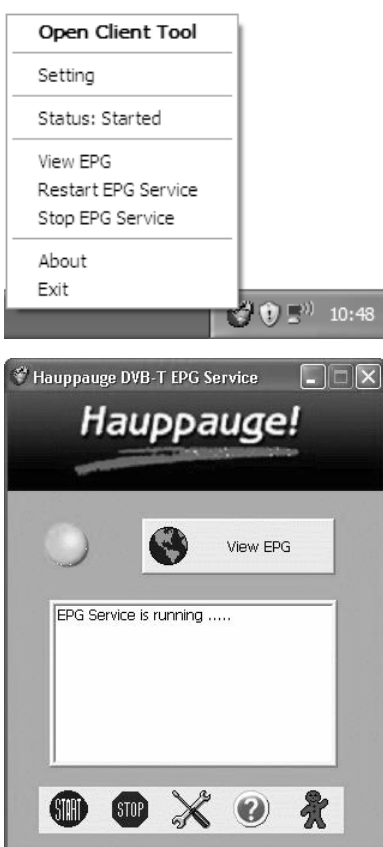 Open Client Tool
Setting
Status: Started
View EPG
Restart EPG Service
Stop EPG Service
About
Exit
10:48
Hauppauge DVB-T EPG Service
Hauppauge!
View EPG
EPG Service is running .....
START
STOP
?